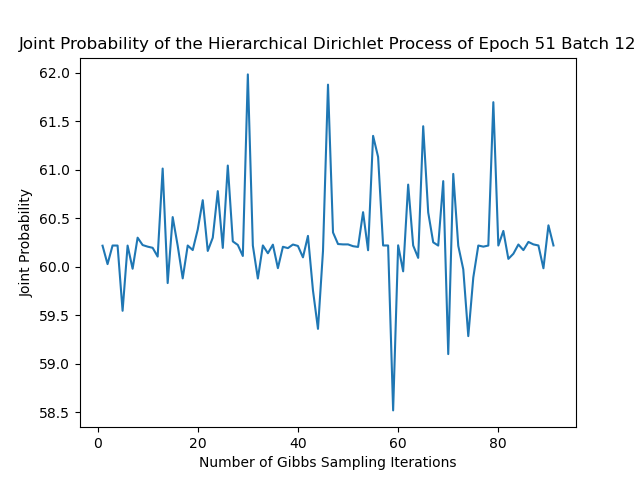 Joint Probability of the Hierarchical Dirichlet Process of Epoch 51 Batch 12
62.0
61.5
61.0
60.5
60.0
59.5
59.0
58.5
Joint Probability
0 20 40 60 80
Number of Gibbs Sampling Iterations